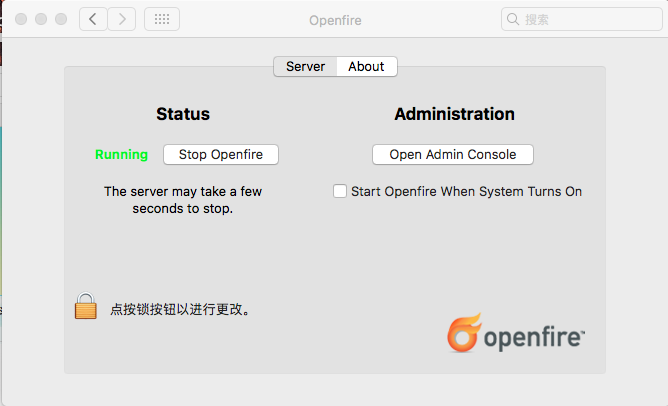 Openfire
搜索
Server
About
Status
Administration
Running
Stop Openfire
Open Admin Console
The server may take a few
seconds to stop.
Start Openfire When System Turns On
点按锁按钮以进行更改。
openfire™